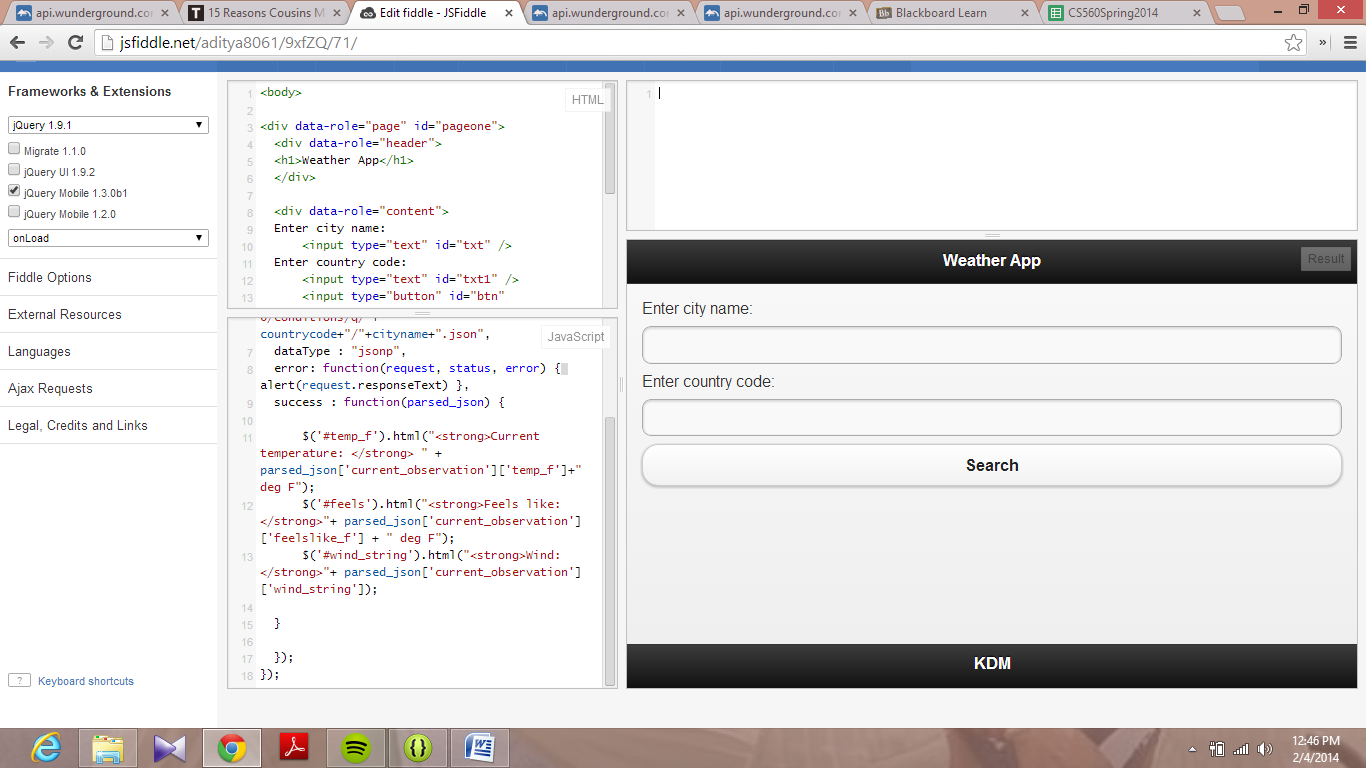 api.wunderground.co
15 Reasons Cousins M
Edit fiddle - JSFiddle
api.wunderground.co
api.wunderground.co
Blackboard Learn
CS560Spring2014
jsfiddle.net/aditya8061/9xfZQ/71/
Frameworks & Extensions
jQuery 1.9.1
Migrate 1.1.0
jQuery UI 1.9.2
jQuery Mobile 1.3.0b1
jQuery Mobile 1.2.0
onLoad
Fiddle Options
External Resources
Languages
Ajax Requests
Legal, Credits and Links
? Keyboard shortcuts
HTML
1 <body>
2
3 <div data-role="page" id="pageone">
4 <div data-role="header">
5 <h1>Weather App</h1>
6 </div>
7
8 <div data-role="content">
9 Enter city name:
10 <input type="text" id="txt" />
11 Enter country code:
12 <input type="text" id="txt1" />
13 <input type="button" id="btn"
JavaScript
countrycode+"/"+cityname+".json",
7 dataType : "jsonp",
8 error: function(request, status, error) {
alert(request.responseText) },
9 success : function(parsed_json) {
10
11 $('#temp_f').html("<strong>Current
temperature: </strong> " +
parsed_json['current_observation']['temp_f']+"
deg F");
12 $('#feels').html("<strong>Feels like:
</strong>"+ parsed_json['current_observation']
['feelslike_f'] + " deg F");
13 $('#wind_string').html("<strong>Wind:
</strong>"+ parsed_json['current_observation']
['wind_string']);
14
15 }
16
17 });
18 });
1
Weather App
Result
Enter city name:
Enter country code:
Search
KDM
12:46 PM
2/4/2014